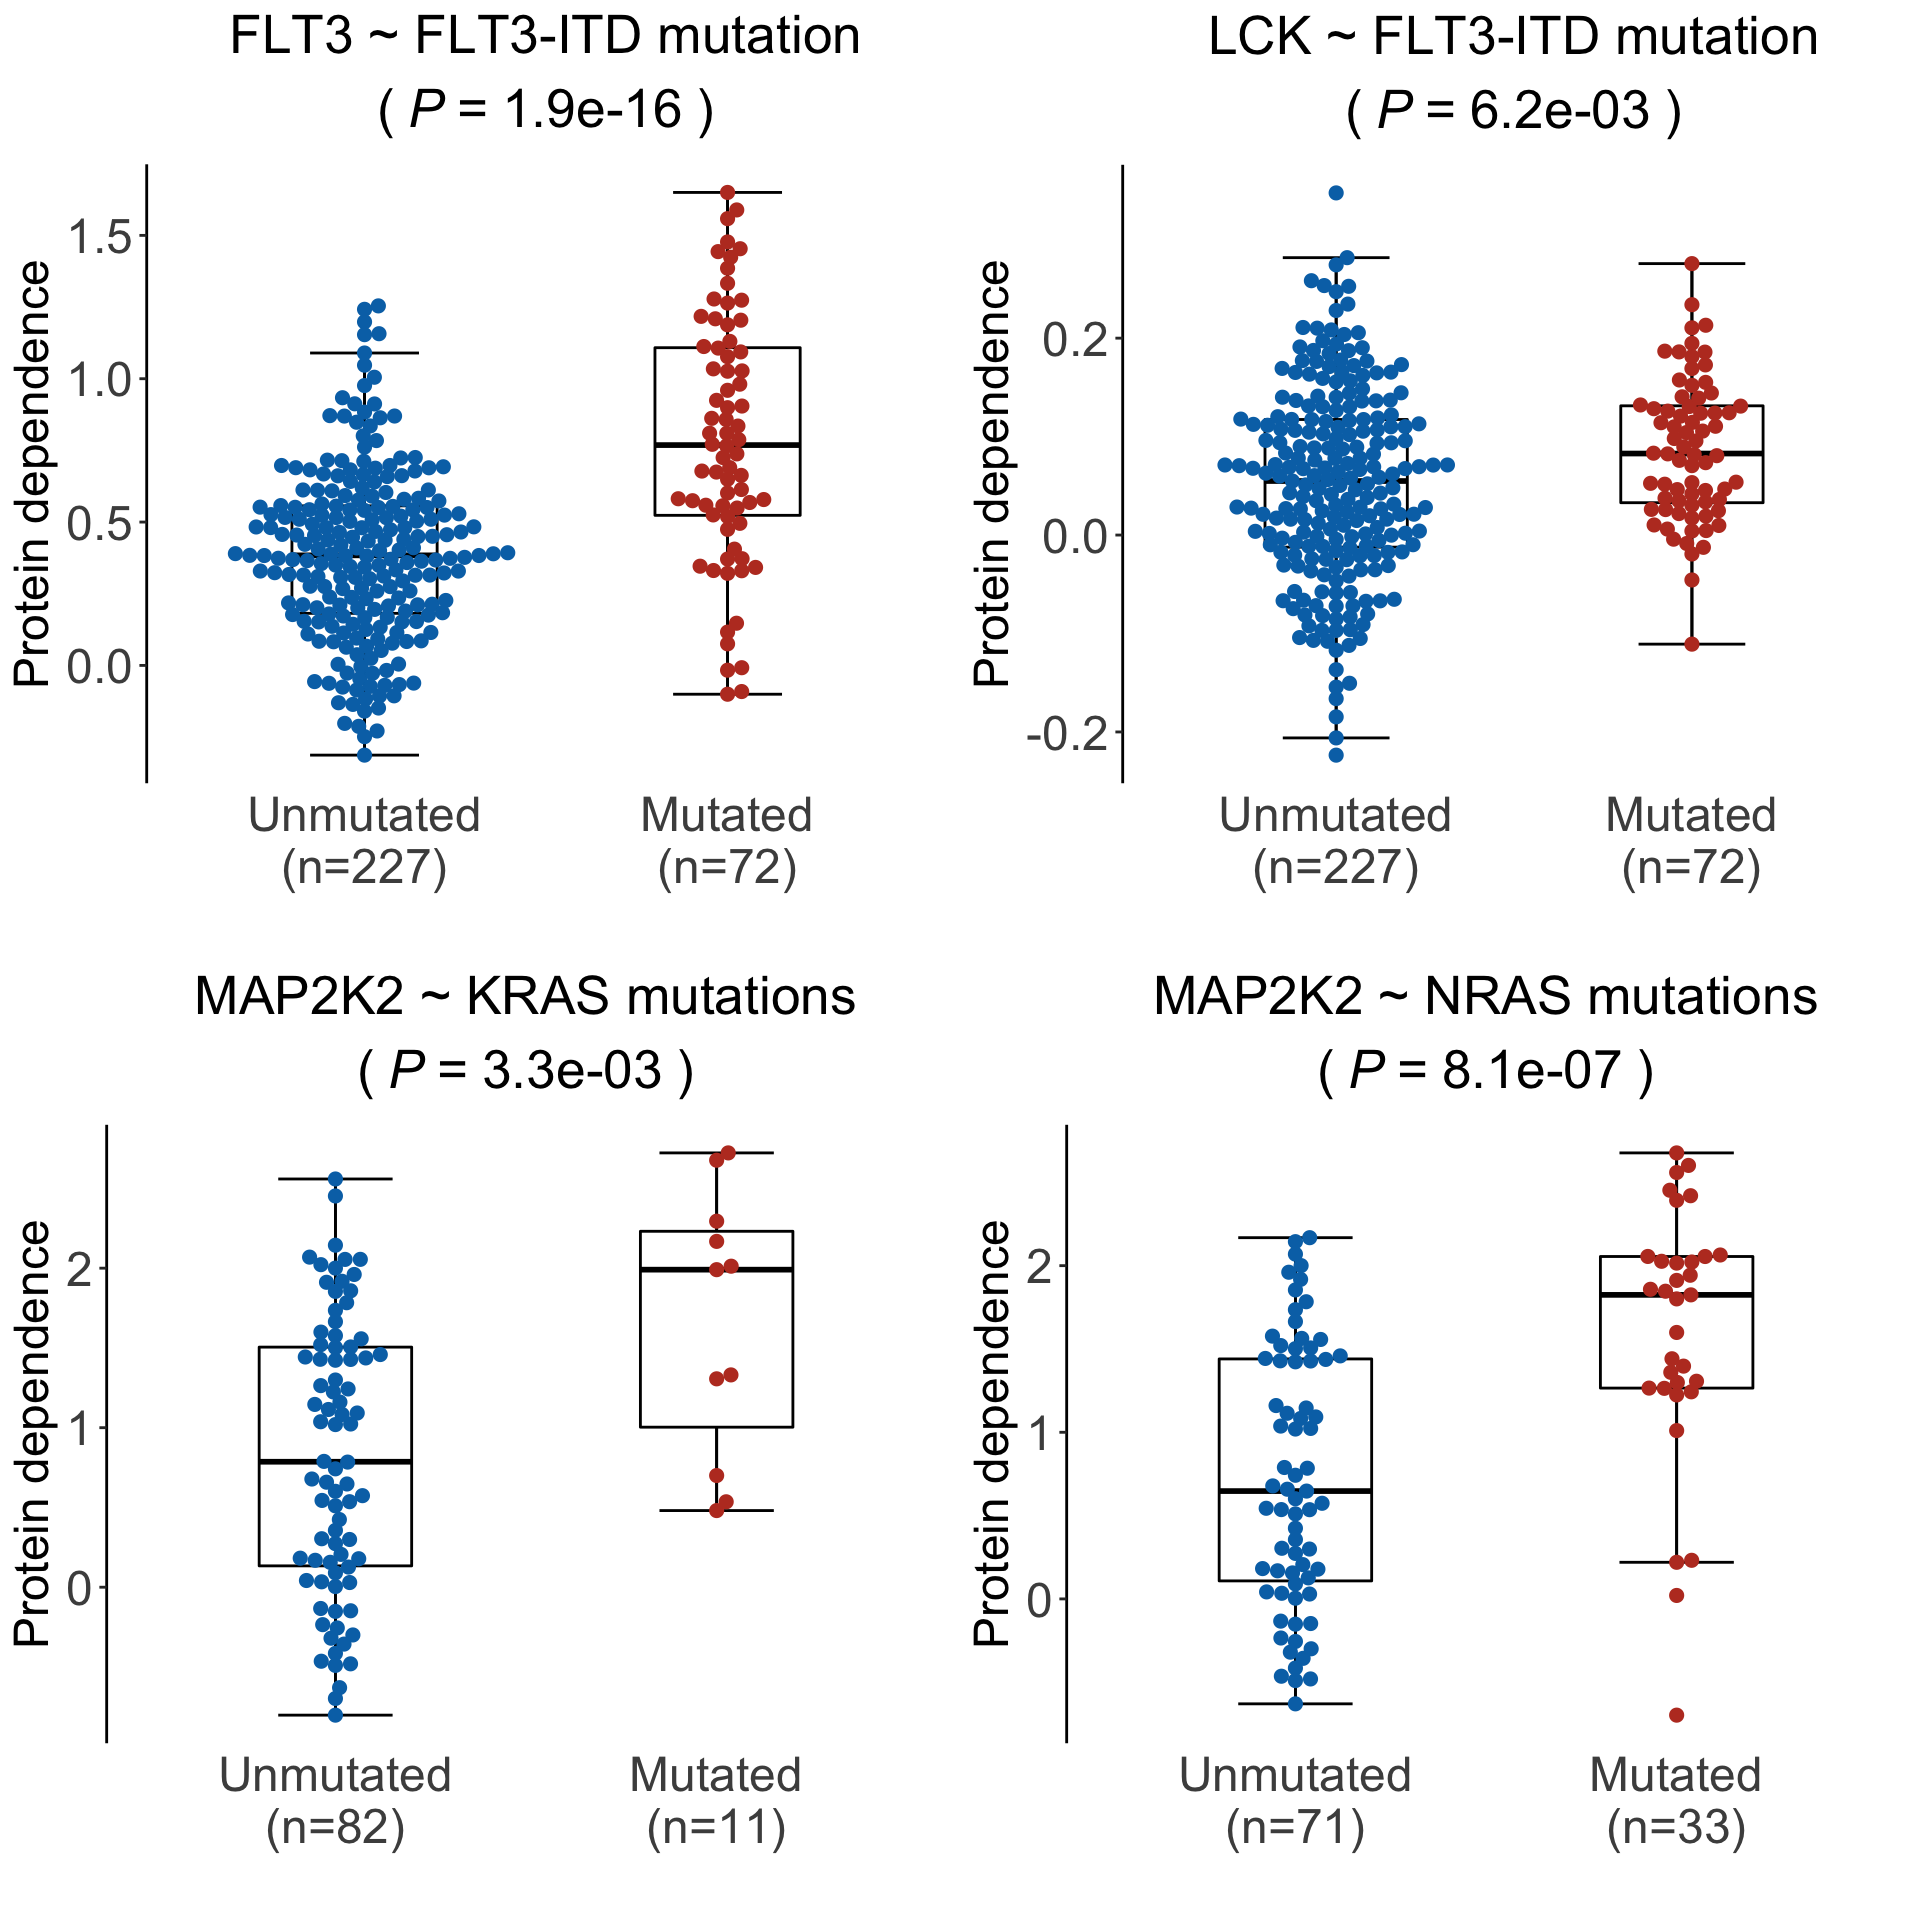 FLT3 ~ FLT3-ITD mutation
( P = 1.9e-16 )
Protein dependence
1.5
1.0
0.5
0.0
Unmutated
(n=227)
Mutated
(n=72)
LCK ~ FLT3-ITD mutation
( P = 6.2e-03 )
Protein dependence
0.2
0.0
-0.2
Unmutated
(n=227)
Mutated
(n=72)
MAP2K2 ~ KRAS mutations
( P = 3.3e-03 )
Protein dependence
2
1
0
Unmutated
(n=82)
Mutated
(n=11)
MAP2K2 ~ NRAS mutations
( P = 8.1e-07 )
Protein dependence
2
1
0
Unmutated
(n=71)
Mutated
(n=33)